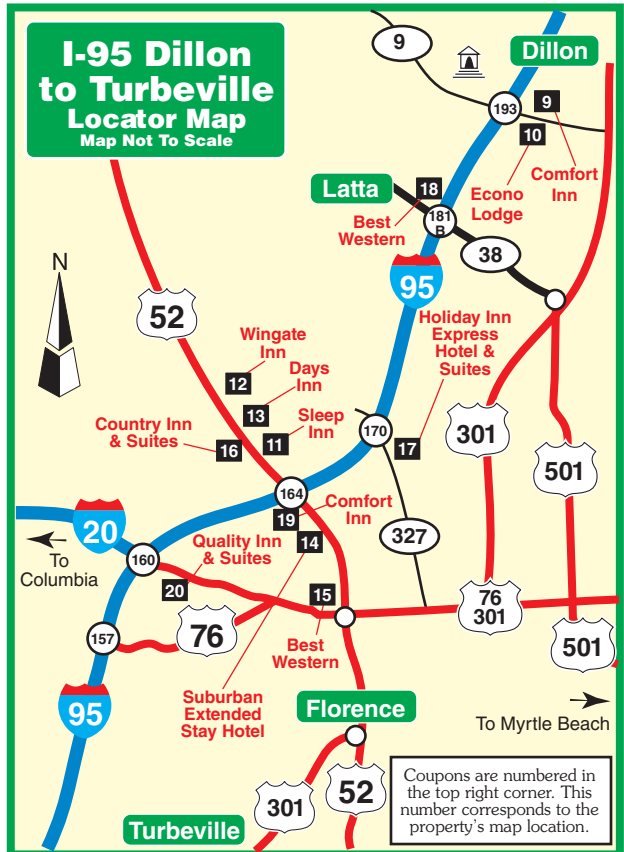 I-95 Dillon
to Turbeville
Locator Map
Map Not To Scale
9
Dillon
193
9
10
Comfort
Inn
Econo
Lodge
Latta
18
Best
Western
181
B
38
N
95
52
Holiday Inn
Express
Hotel &
Suites
Wingate
Inn
12
Days
Inn
13
Sleep
Inn
11
Country Inn
& Suites
16
170
17
301
501
164
19
Comfort
Inn
14
327
20
To
Columbia
160
Quality Inn
& Suites
20
15
76
301
157
76
Best
Western
501
Suburban
Extended
Stay Hotel
95
Florence
To Myrtle Beach
301
52
Turbeville
Coupons are numbered in
the top right corner. This
number corresponds to the
property's map location.